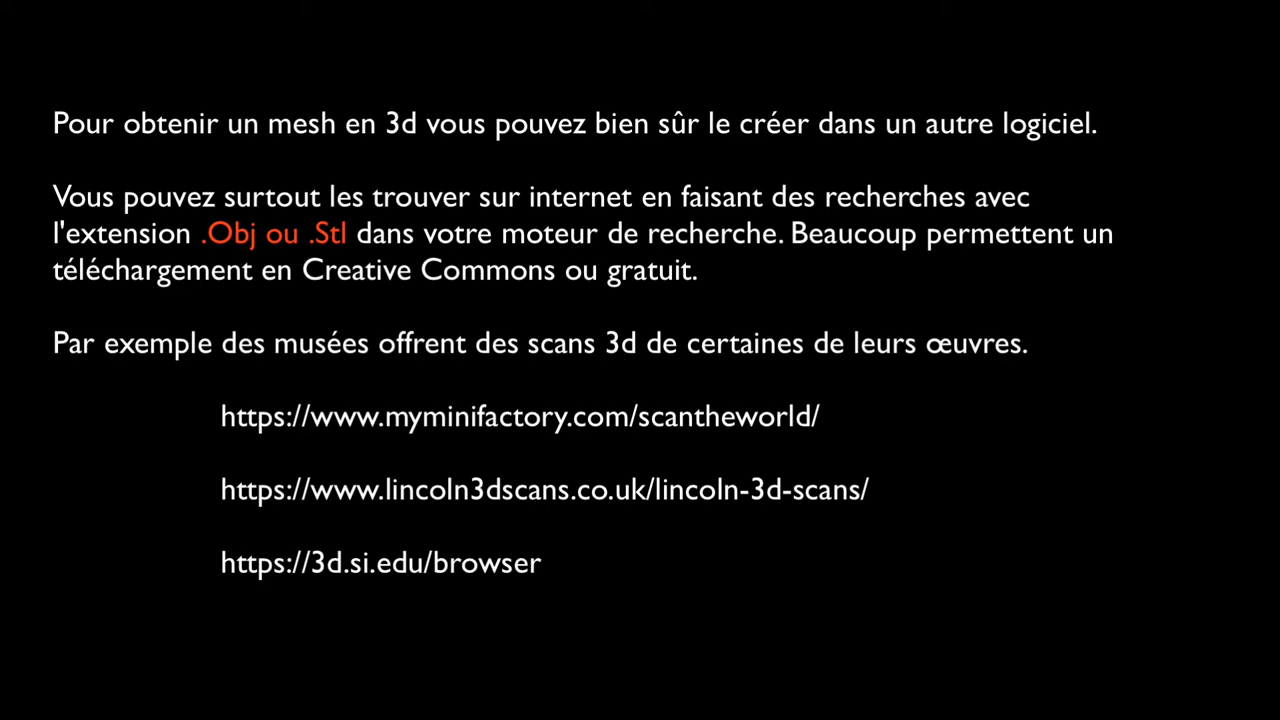 Pour obtenir un mesh en 3d vous pouvez bien sûr le créer dans un autre logiciel.
Vous pouvez surtout les trouver sur internet en faisant des recherches avec
l'extension .Obj ou .Stl dans votre moteur de recherche. Beaucoup permettent un
téléchargement en Creative Commons ou gratuit.
Par exemple des musées offrent des scans 3d de certaines de leurs œuvres.
https://www.myminifactory.com/scantheworld/
https://www.lincoln3dscans.co.uk/lincoln-3d-scans/
https://3d.si.edu/browser